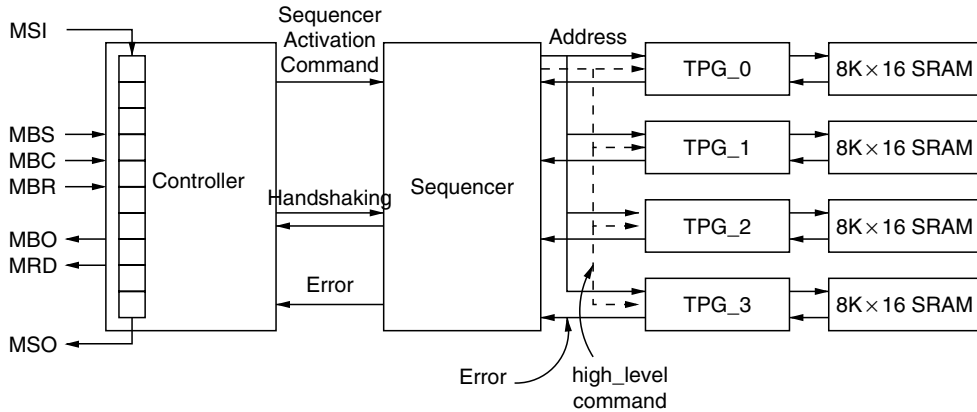 MSI
MBS
MBC
MBR
MBO
MRD
MSO
Controller
Sequencer
Activation
Command
Handshaking
Error
Sequencer
Address
TPG_0
8K×16 SRAM
TPG_1
8K×16 SRAM
TPG_2
8K×16 SRAM
TPG_3
8K×16 SRAM
Error
high_level
command